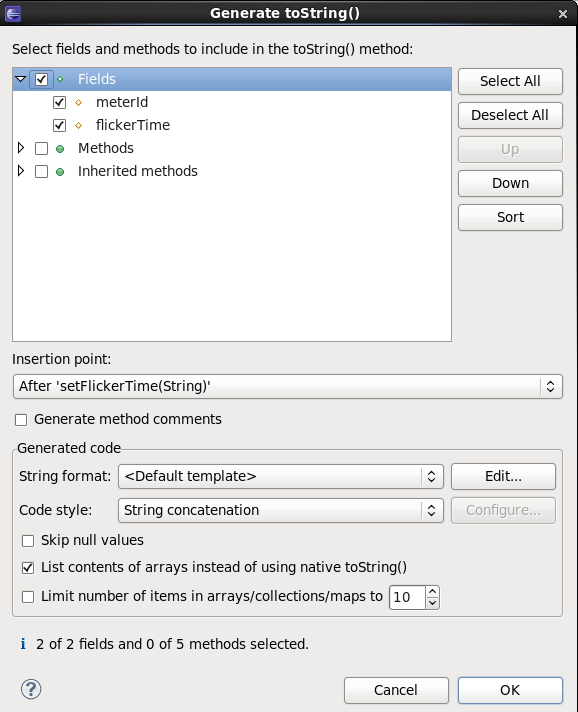 Generate toString()
Select fields and methods to include in the toString() method:
Fields
meterId
flickerTime
Methods
Inherited methods
Select All
Deselect All
Up
Down
Sort
Insertion point:
After 'setFlickerTime(String)'
Generate method comments
Generated code
String format: <Default template> Edit...
Code style: String concatenation Configure...
Skip null values
List contents of arrays instead of using native toString()
Limit number of items in arrays/collections/maps to 10
2 of 2 fields and 0 of 5 methods selected.
Cancel OK